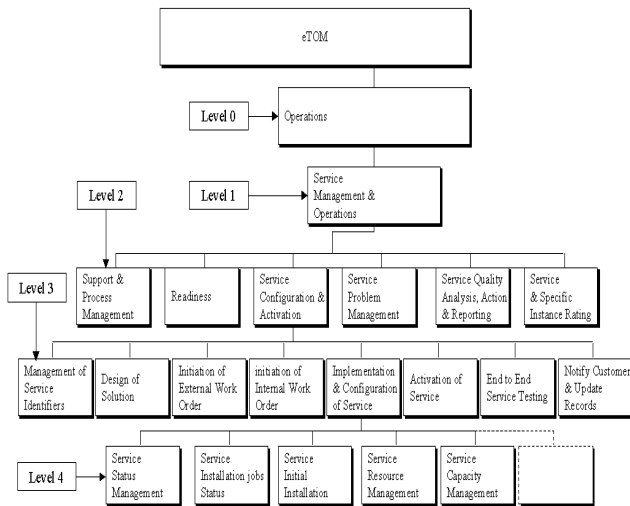 eTOM
Level 0
Operations
Level 2
Level 1
Service
Management &
Operations
Level 3
Support &
Process
Management
Readiness
Service
Configuration &
Activation
Service
Problem
Management
Service Quality
Analysis, Action
& Reporting
Service
& Specific
Instance Rating
Management of
Service
Identifiers
Design of
Solution
Initiation of
External Work
Order
initiation of
Internal Work
Order
Implementation
& Configuration
of Service
Activation of
Service
End to End
Service Testing
Notify Customer
& Update
Records
Level 4
Service
Status
Management
Service
Installation jobs
Status
Service
Initial
Installation
Service
Resource
Management
Service
Capacity
Management